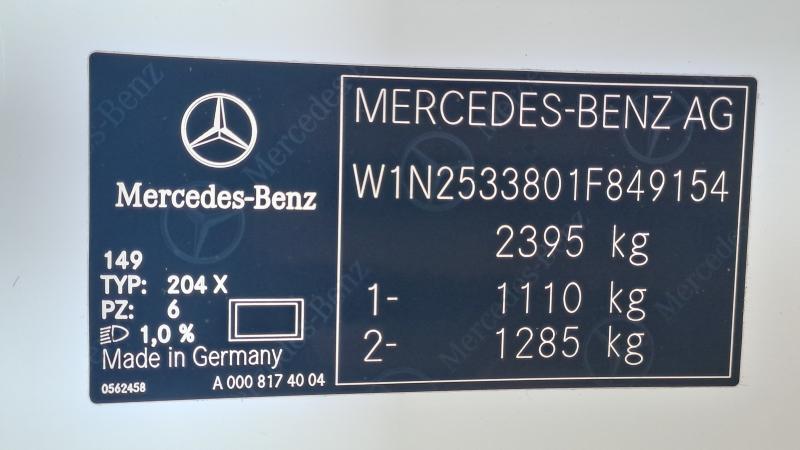 Mercedes-Benz
149
TYP: 204 X
PZ: 6
1,0 %
Made in Germany
0562458 A 000 817 40 04
MERCEDES-BENZ AG
W1N2533801F849154
2395 kg
1- 1110 kg
2- 1285 kg